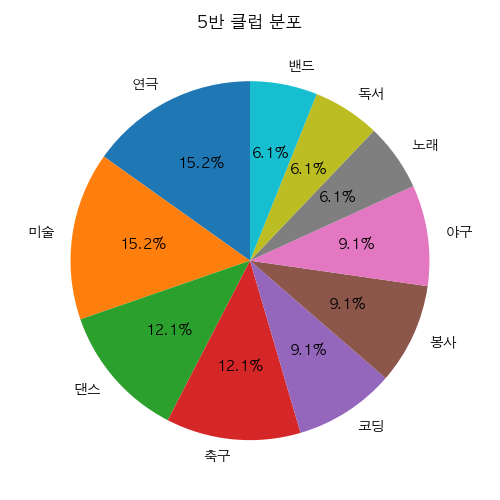 5반 클럽 분포
밴드
연극
독서
노래
6.1%
15.2%
6.1%
6.1%
미술
야구
15.2%
9.1%
9.1%
12.1%
봉사
9.1%
12.1%
댄스
코딩
축구